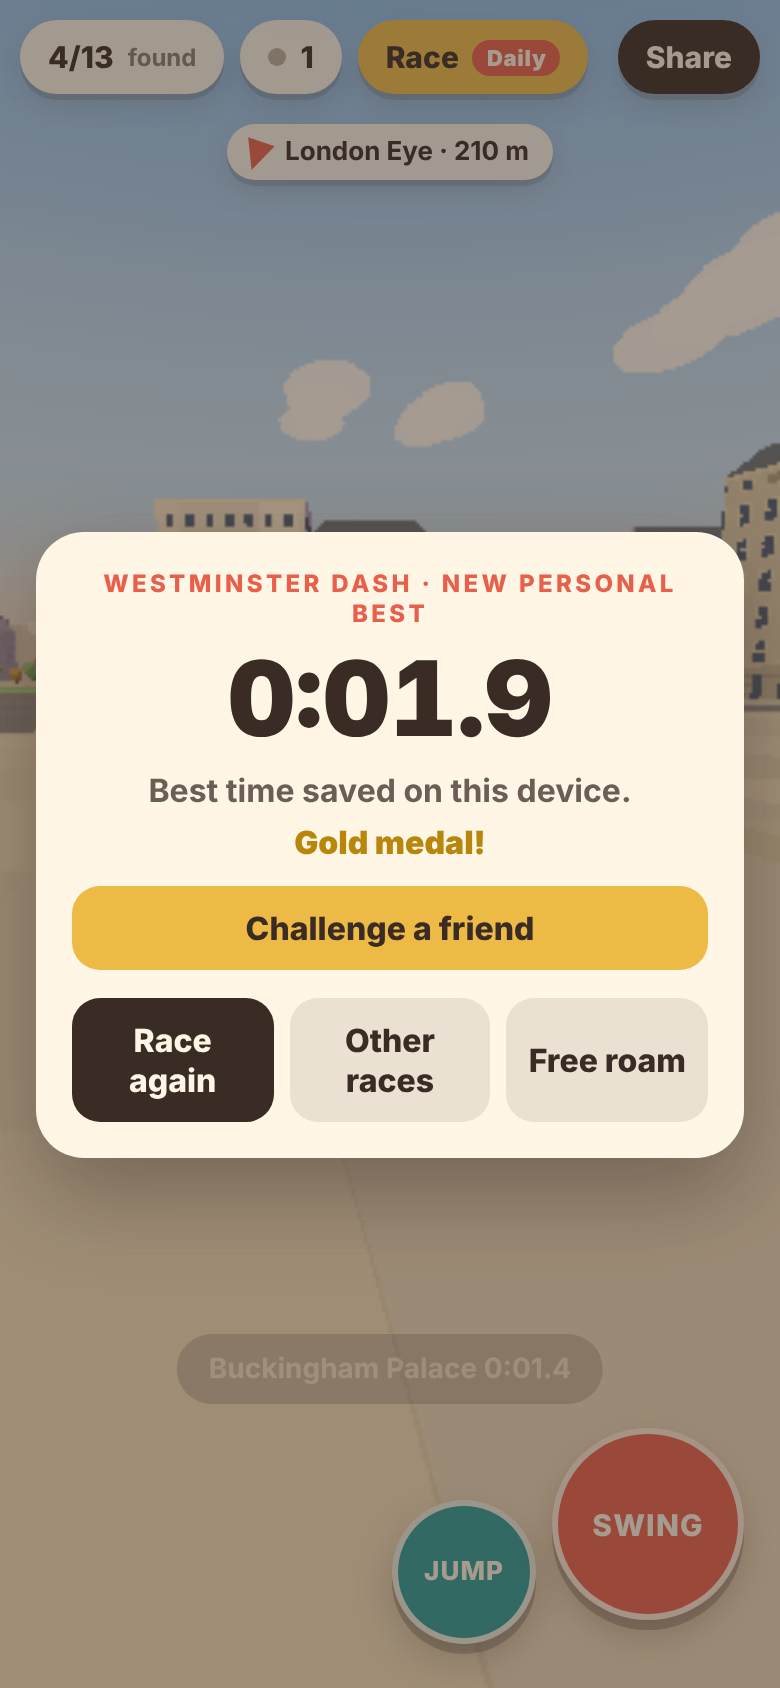 4/13 found
1
Race Daily
Share
London Eye · 210 m
WESTMINSTER DASH · NEW PERSONAL
BEST
0:01.9
Best time saved on this device.
Gold medal!
Challenge a friend
Race
again
Other
races
Free roam
Buckingham Palace 0:01.4
SWING
JUMP